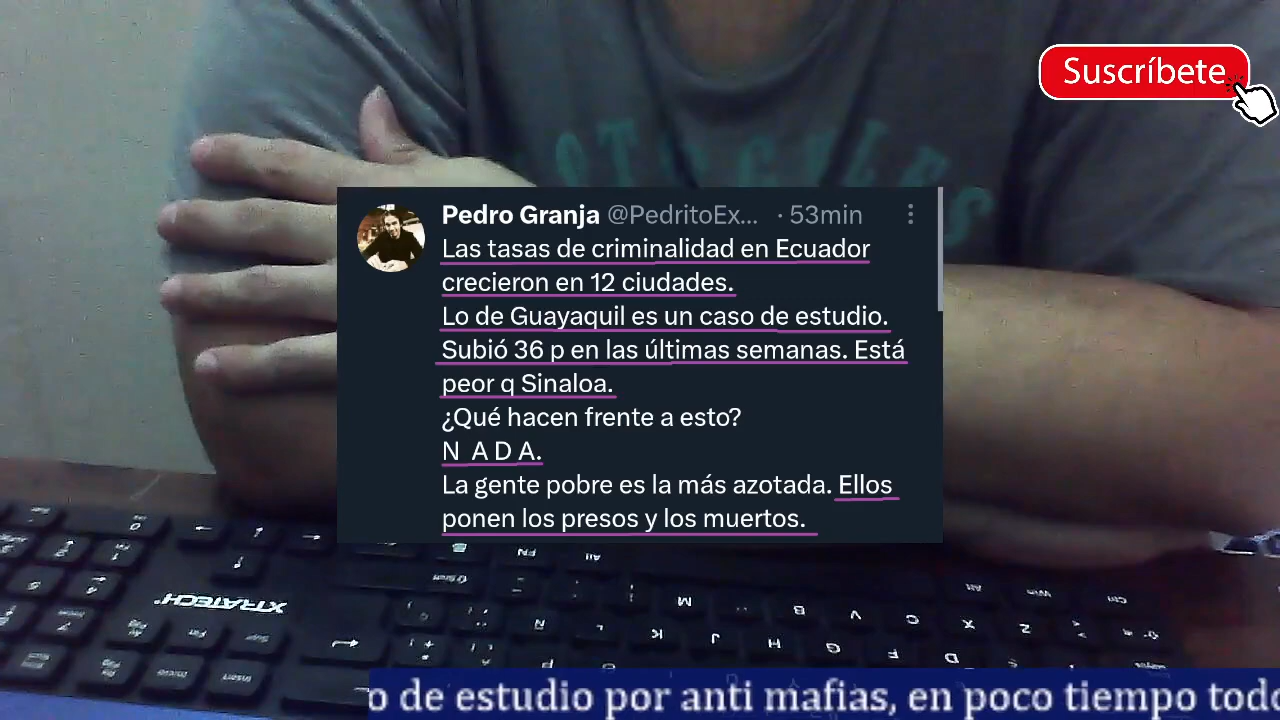 Suscríbete
Pedro Granja @PedritoEx... · 53min
Las tasas de criminalidad en Ecuador
crecieron en 12 ciudades.
Lo de Guayaquil es un caso de estudio.
Subió 36 p en las últimas semanas. Está
peor q Sinaloa.
¿Qué hacen frente a esto?
N A D A.
La gente pobre es la más azotada. Ellos
ponen los presos y los muertos.
XTRATECH
o de estudio por anti mafias, en poco tiempo todo